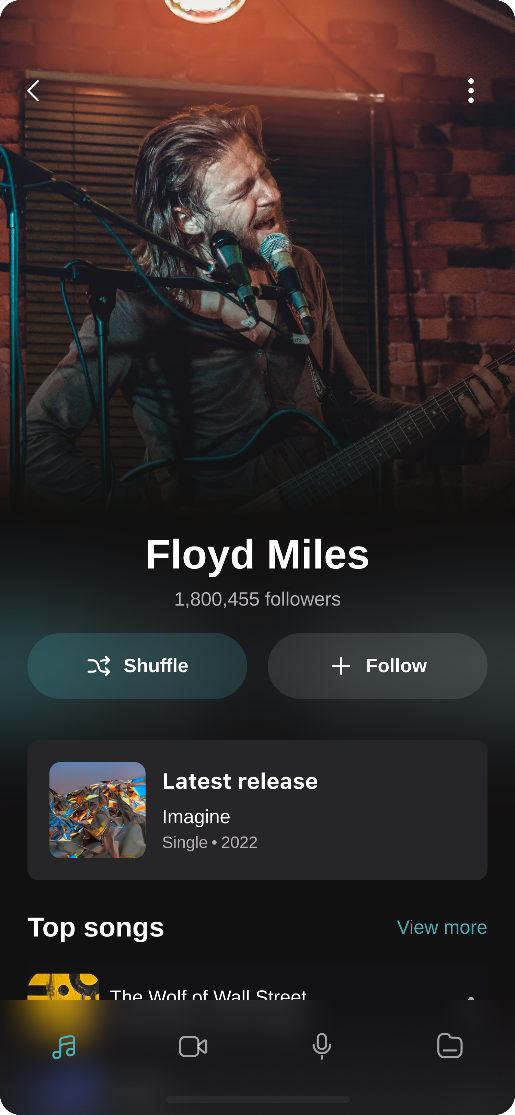 Floyd Miles
1,800,455 followers
Shuffle
Follow
Latest release
Imagine
Single • 2022
Top songs
View more
The Wolf of Wall Street